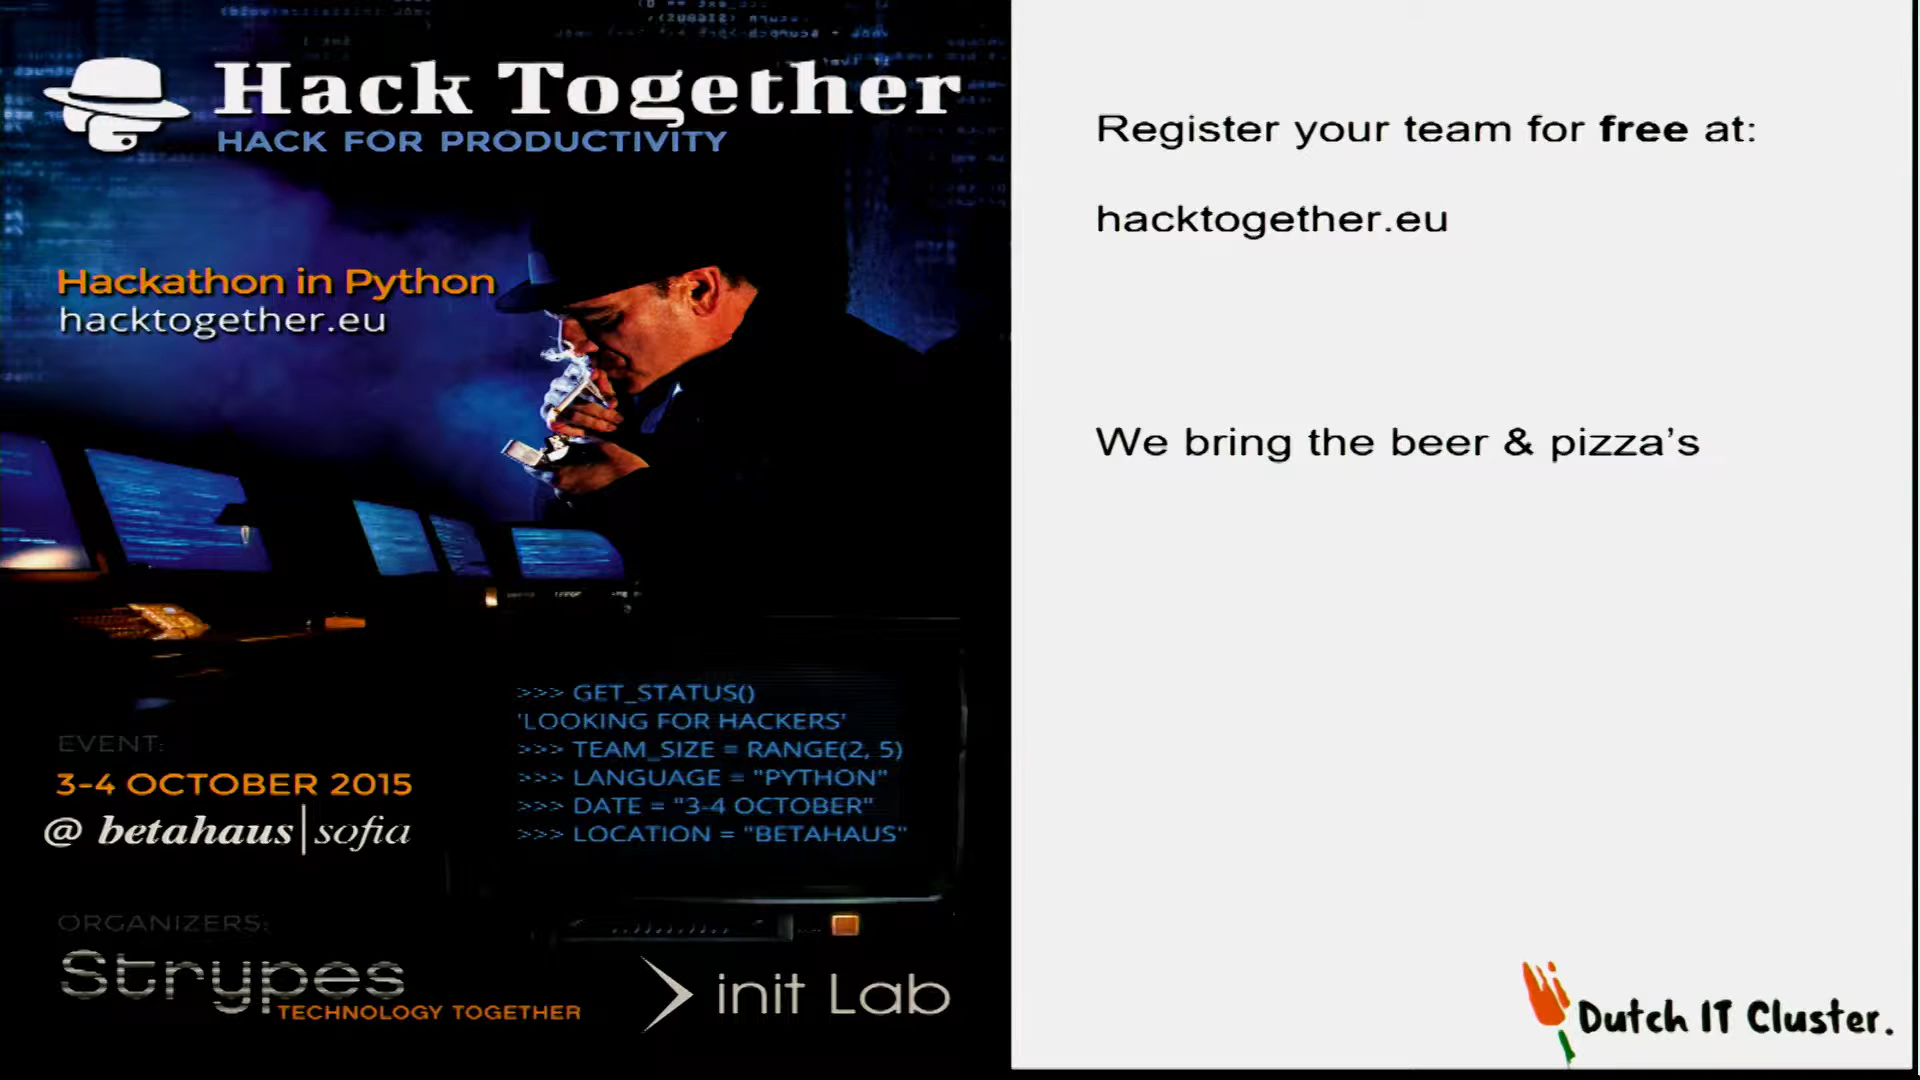 Hack Together
HACK FOR PRODUCTIVITY
Hackathon in Python
hacktogether.eu
>>> GET_STATUS()
'LOOKING FOR HACKERS'
>>> TEAM_SIZE = RANGE(2, 5)
>>> LANGUAGE = "PYTHON"
>>> DATE = "3-4 OCTOBER"
>>> LOCATION = "BETAHAUS"
EVENT:
3-4 OCTOBER 2015
@ betahaus|sofia
ORGANIZERS:
Strypes
TECHNOLOGY TOGETHER
init Lab
Register your team for free at:
hacktogether.eu
We bring the beer & pizza’s
Dutch IT Cluster.